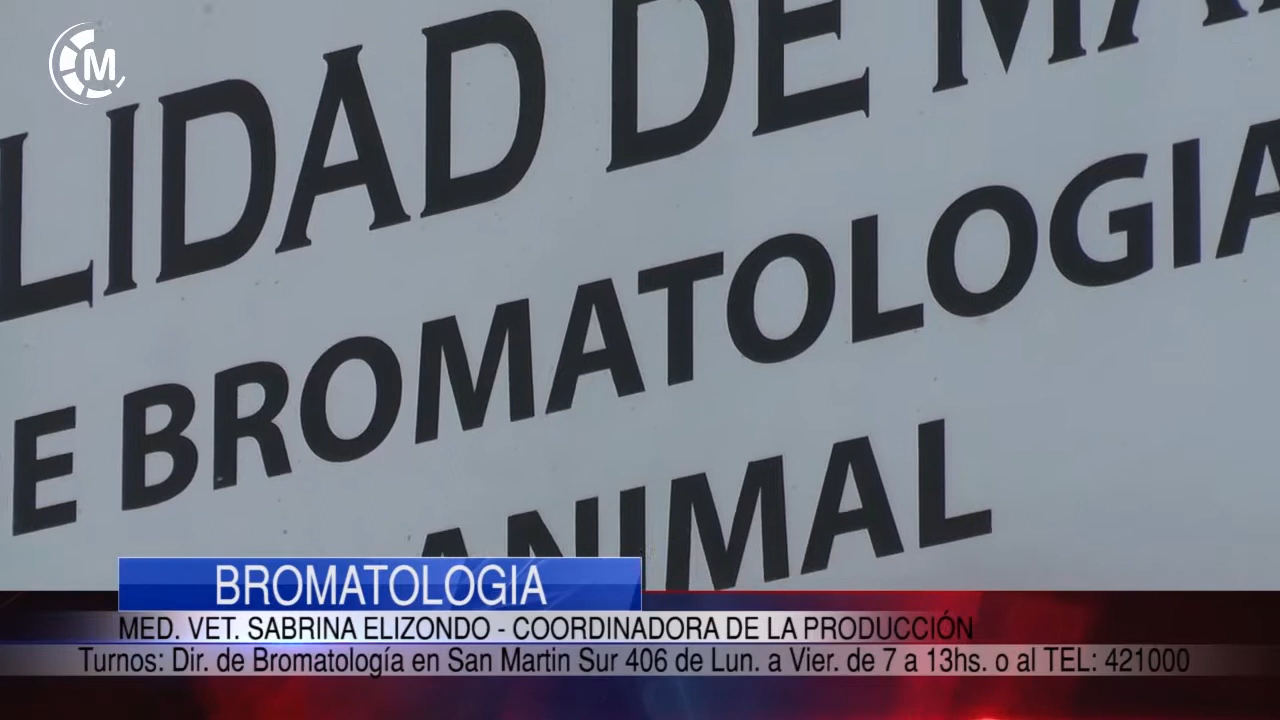 M
LIDAD DE MA
E BROMATOLOGIA
ANIMAL
BROMATOLOGIA
MED. VET. SABRINA ELIZONDO - COORDINADORA DE LA PRODUCCIÓN
Turnos: Dir. de Bromatología en San Martin Sur 406 de Lun. a Vier. de 7 a 13hs. o al TEL: 421000